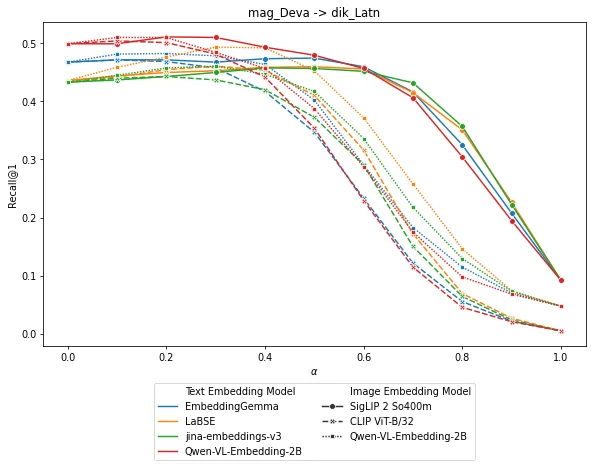 mag_Deva -> dik_Latn
Recall@1
0.5
0.4
0.3
0.2
0.1
0.0
0.0 0.2 0.4 0.6 0.8 1.0
α
Text Embedding Model
EmbeddingGemma
LaBSE
jina-embeddings-v3
Qwen-VL-Embedding-2B
Image Embedding Model
SigLIP 2 So400m
CLIP ViT-B/32
Qwen-VL-Embedding-2B